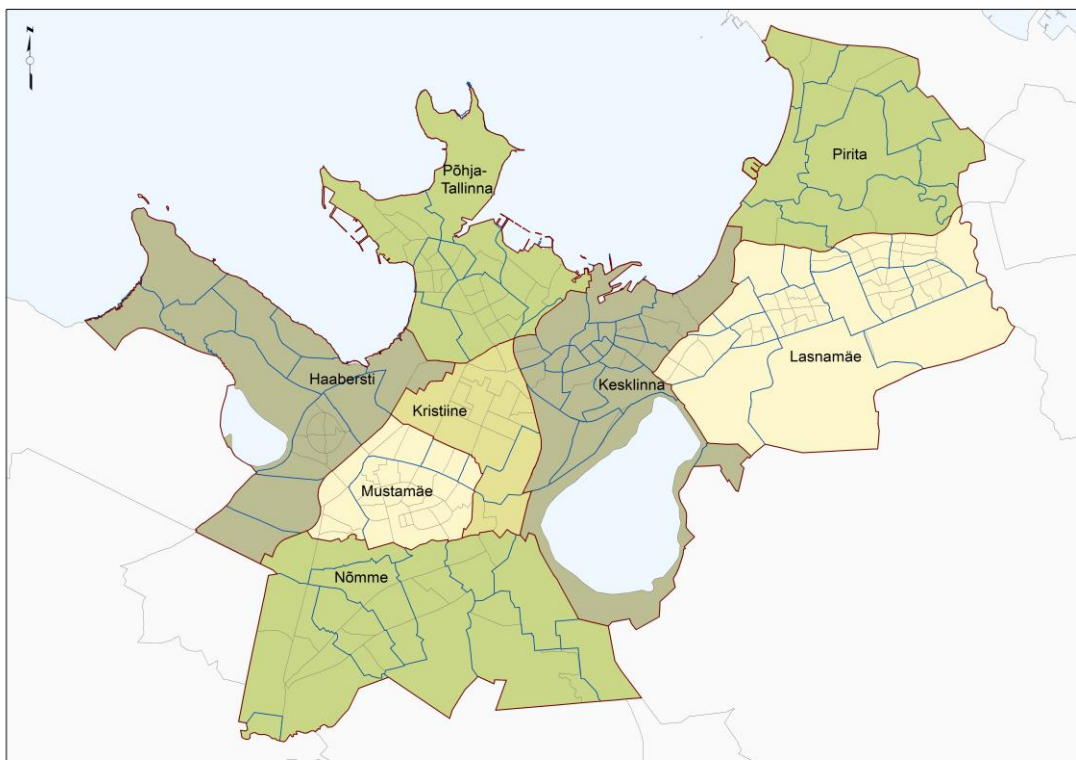 N
Põhja-
Tallinna
Pirita
Lasnamäe
Haabersti
Kesklinna
Kristiine
Mustamäe
Nõmme